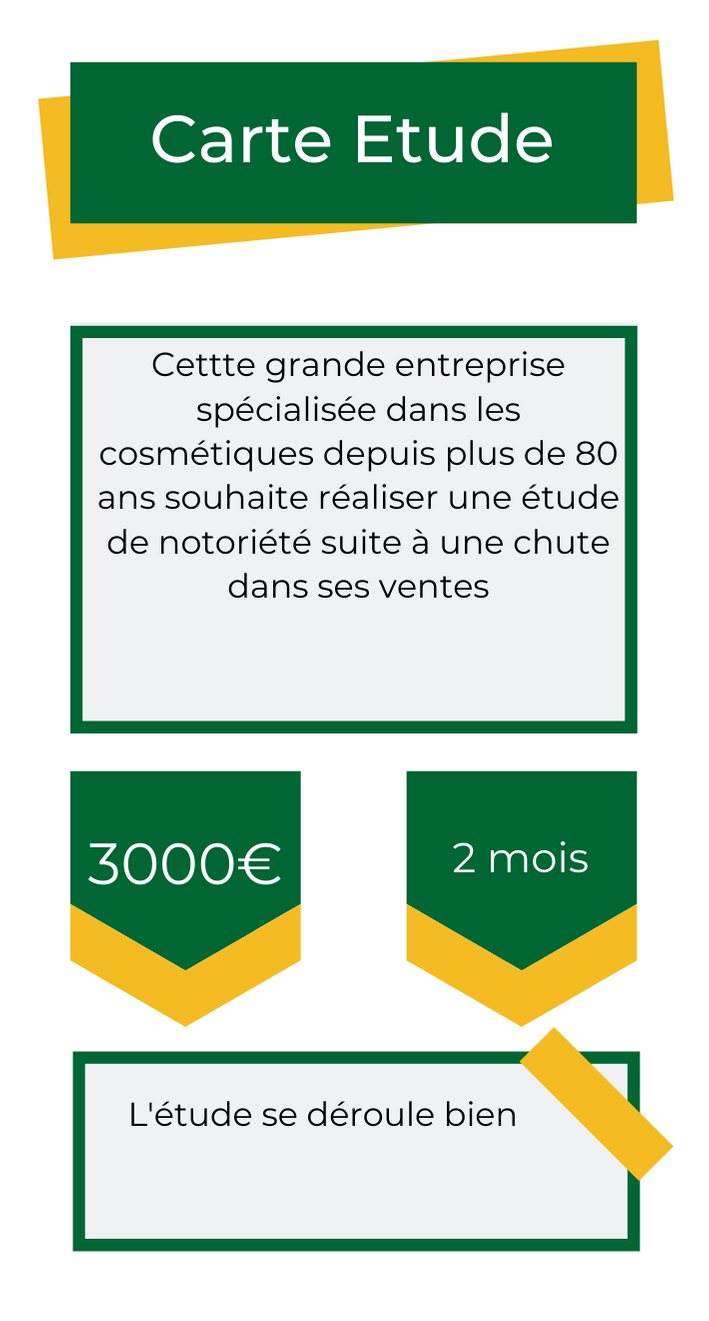 Carte Etude
Cettte grande entreprise
spécialisée dans les
cosmétiques depuis plus de 80
ans souhaite réaliser une étude
de notoriété suite à une chute
dans ses ventes
3000€
2 mois
L'étude se déroule bien